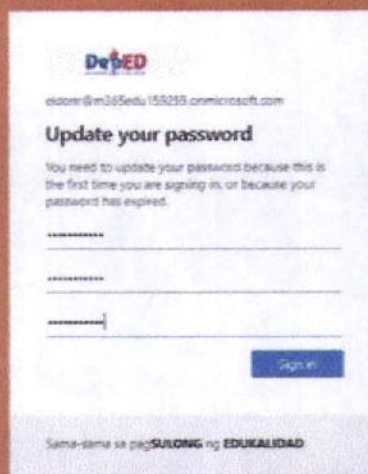 DepED
Update your password
You need to update your password because this is
the first time you are signing in, or because your
password has expired.
Sign in
Sama-sama sa pagSULONG ng EDUKALIDAD